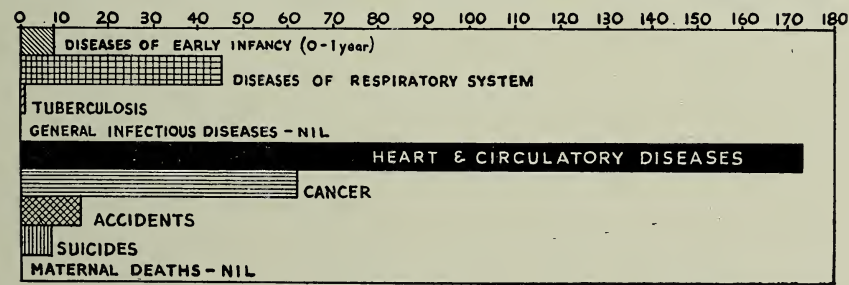 0 10 20 30 40 50 60 70 80 90 100 110 120 130 140 150 160 170 180
DISEASES OF EARLY INFANCY (0-1 year)
DISEASES OF RESPIRATORY SYSTEM
TUBERCULOSIS
GENERAL INFECTIOUS DISEASES - NIL
HEART & CIRCULATORY DISEASES
CANCER
ACCIDENTS
SUICIDES
MATERNAL DEATHS - NIL